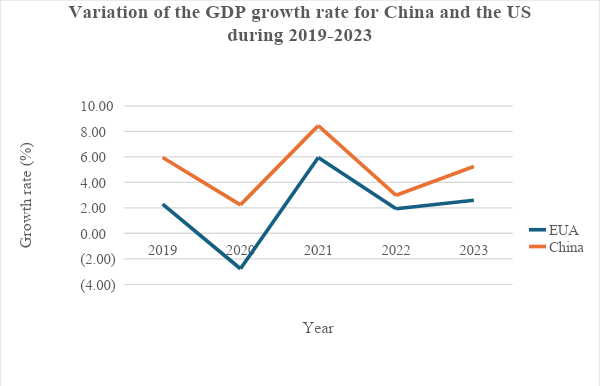 Variation of the GDP growth rate for China and the US
during 2019-2023
10.00
8.00
6.00
4.00
2.00
0.00
(2.00)
(4.00)
Growth rate (%)
2019 2020 2021 2022 2023
Year
EUA
China